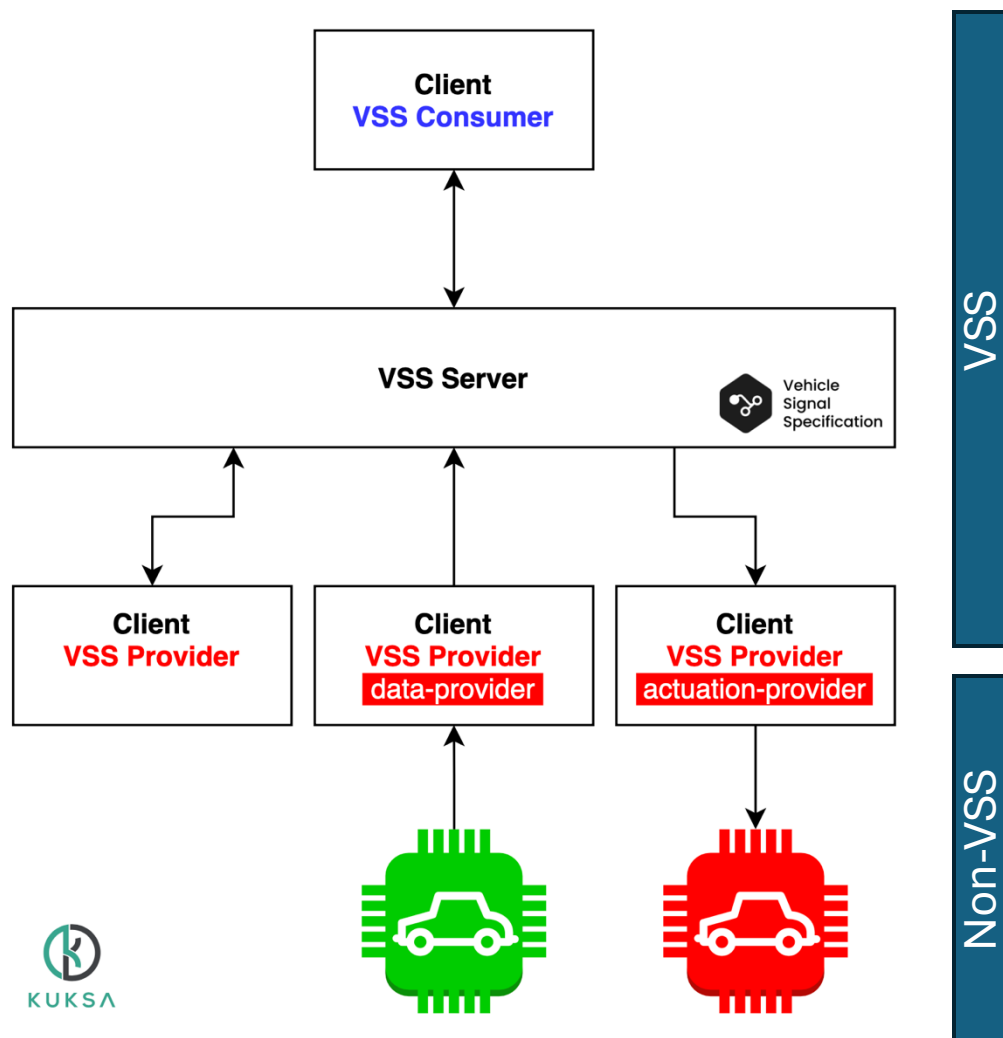 Client
VSS Consumer
VSS
VSS Server
Vehicle
Signal
Specification
Client
VSS Provider
Client
VSS Provider
data-provider
Client
VSS Provider
actuation-provider
Non-VSS
KUKSA